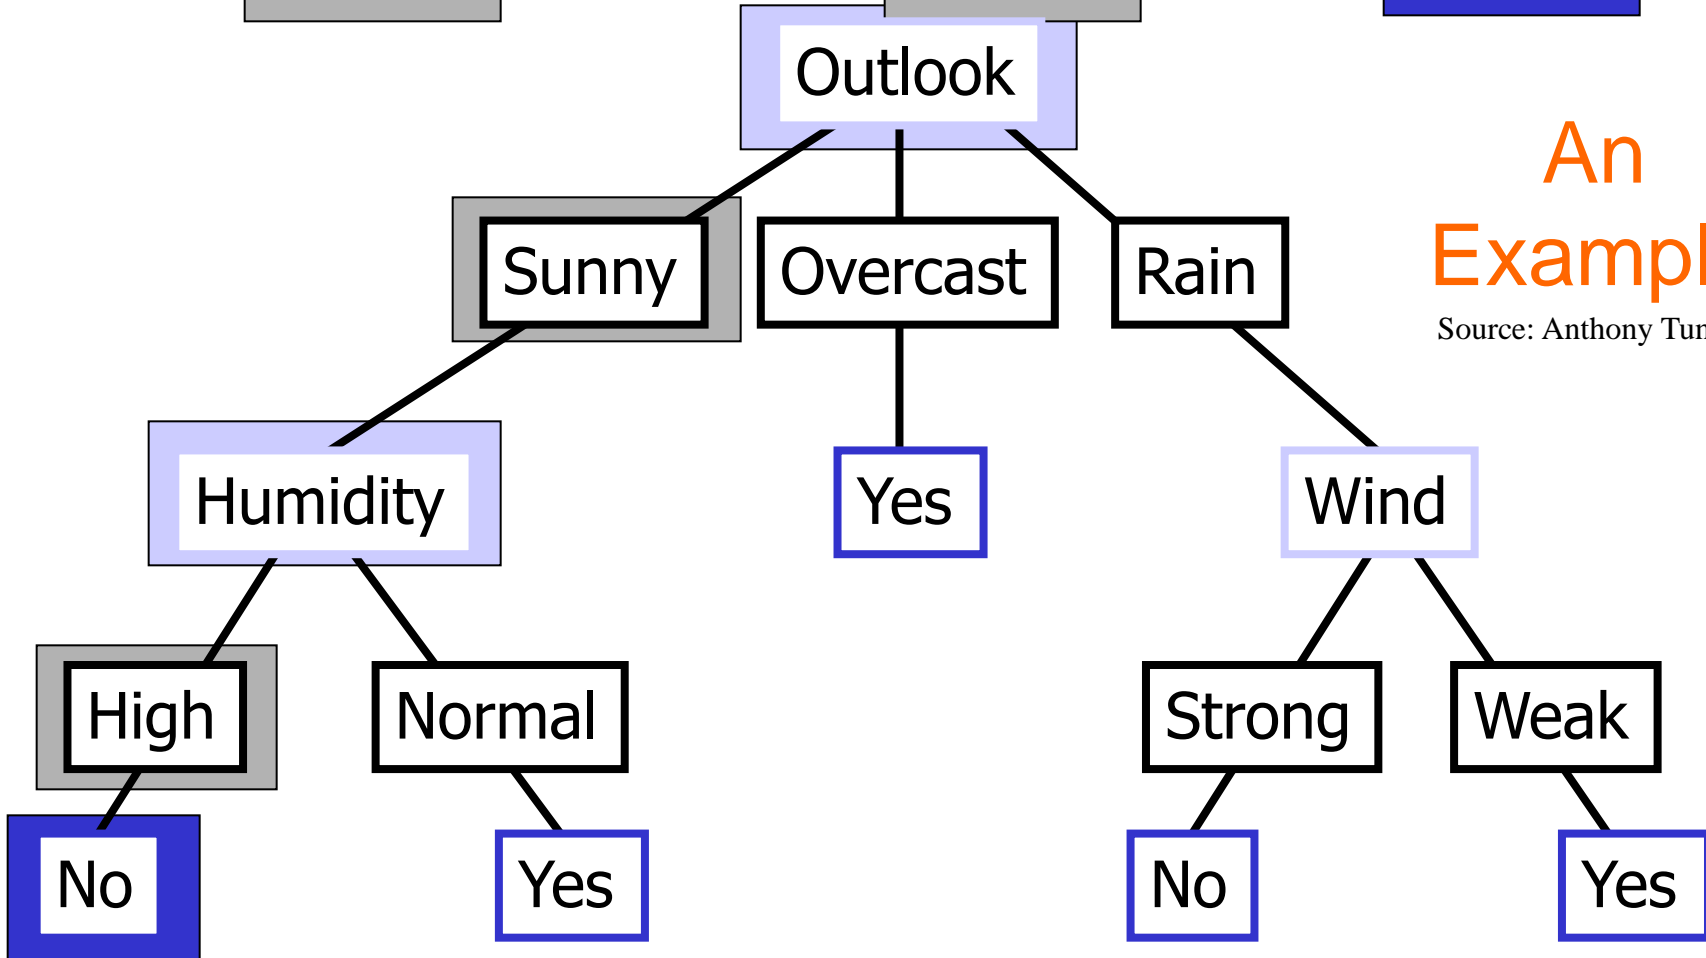 Outlook
An
Exampl
Sunny
Overcast
Rain
Source: Anthony Tun
Humidity
Yes
Wind
High
Normal
Strong
Weak
No
Yes
No
Yes